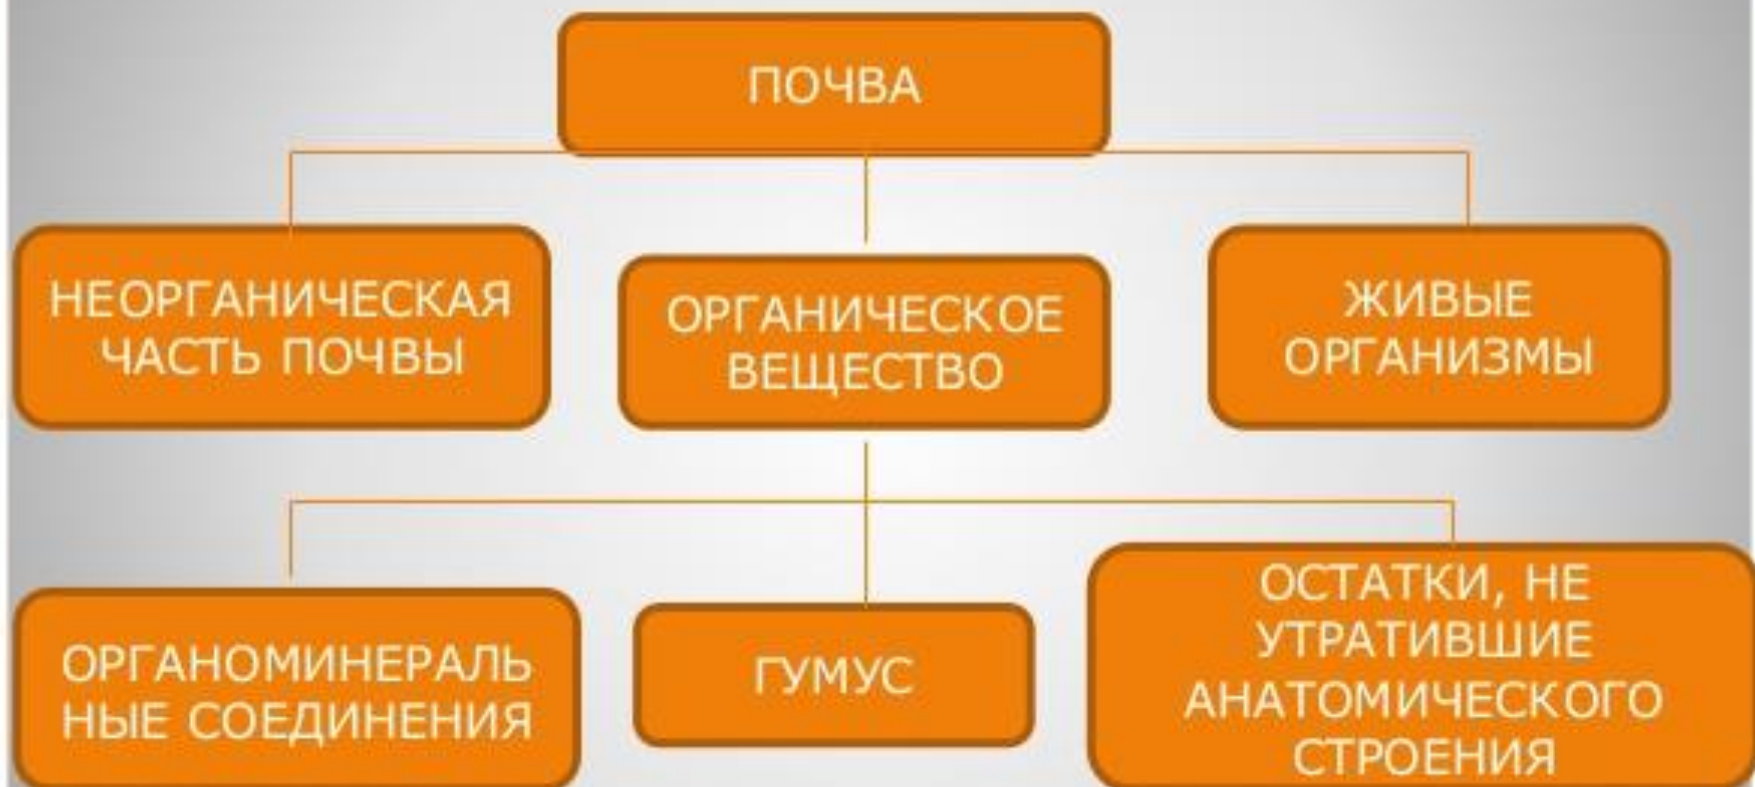 ПОЧВА
НЕОРГАНИЧЕСКАЯ
ЧАСТЬ ПОЧВЫ
ОРГАНИЧЕСКОЕ
ВЕЩЕСТВО
ЖИВЫЕ
ОРГАНИЗМЫ
ОРГАНОМИНЕРАЛЬ
НЫЕ СОЕДИНЕНИЯ
ГУМУС
ОСТАТКИ, НЕ
УТРАТИВШИЕ
АНАТОМИЧЕСКОГО
СТРОЕНИЯ